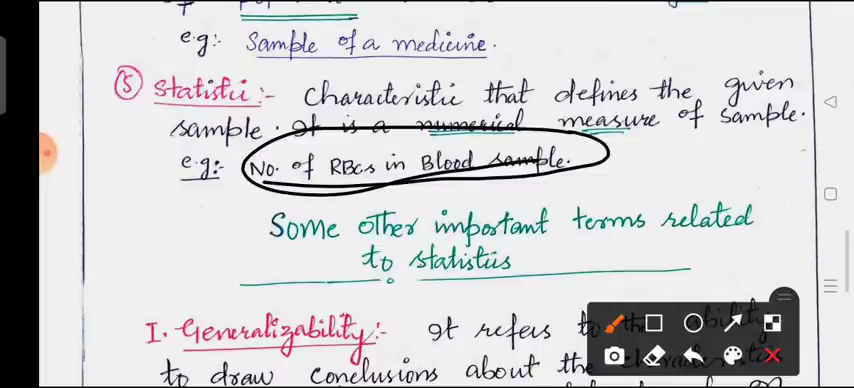 e.g:- Sample of a medicine.
⑤ Statistic :- Characteristic that defines the given
sample. It is a numerical measure of sample.
e.g:- No. of RBCs in Blood sample.
Some other important terms related
to statistics
I. Generalizability :- It refers to the ability
to draw conclusions about the